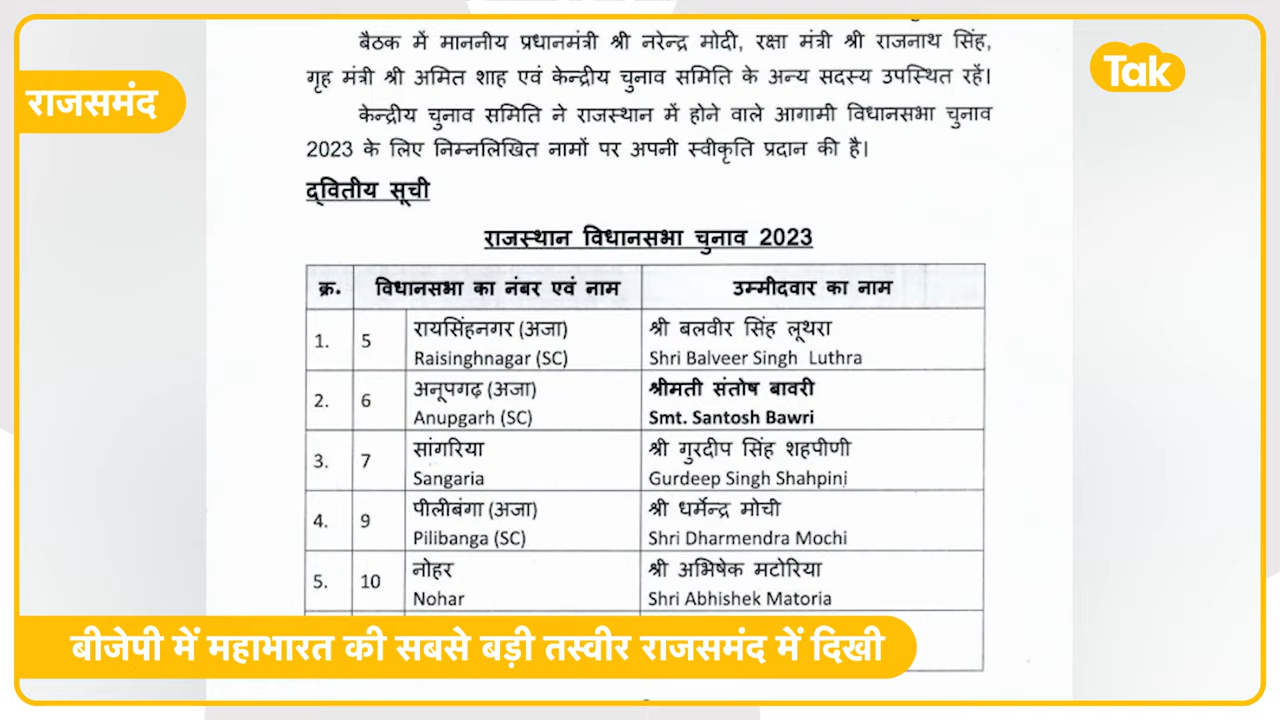 बैठक में माननीय प्रधानमंत्री श्री नरेन्द्र मोदी, रक्षा मंत्री श्री राजनाथ सिंह,
गृह मंत्री श्री अमित शाह एवं केन्द्रीय चुनाव समिति के अन्य सदस्य उपस्थित रहें।
केन्द्रीय चुनाव समिति ने राजस्थान में होने वाले आगामी विधानसभा चुनाव
2023 के लिए निम्नलिखित नामों पर अपनी स्वीकृति प्रदान की है।
Tak
राजसमंद
द्वितीय सूची
राजस्थान विधानसभा चुनाव 2023
क्र. विधानसभा का नंबर एवं नाम उम्मीदवार का नाम
1. 5 रायसिंहनगर (अजा) श्री बलवीर सिंह लूथरा
Raisinghnagar (SC) Shri Balveer Singh Luthra
2. 6 अनूपगढ़ (अजा) श्रीमती संतोष बावरी
Anupgarh (SC) Smt. Santosh Bawri
3. 7 सांगरिया श्री गुरदीप सिंह शहपीणी
Sangaria Gurdeep Singh Shahpini
4. 9 पीलीबंगा (अजा) श्री धर्मेन्द्र मोची
Pilibanga (SC) Shri Dharmendra Mochi
5. 10 नोहर श्री अभिषेक मटोरिया
Nohar Shri Abhishek Matoria
बीजेपी में महाभारत की सबसे बड़ी तस्वीर राजसमंद में दिखी